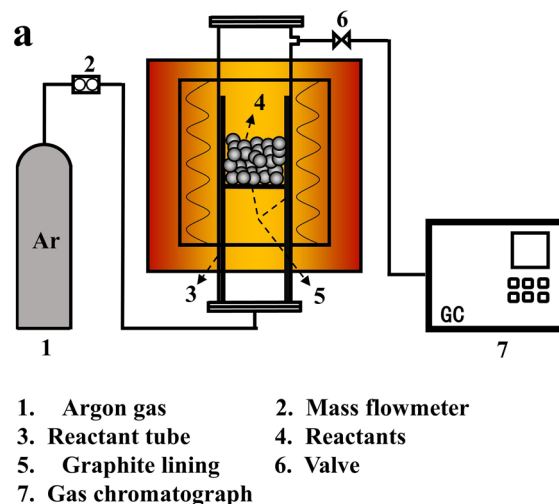 a
6
2
4
Ar
3
5
GC
1
7
1. Argon gas
2. Mass flowmeter
3. Reactant tube
4. Reactants
5. Graphite lining
6. Valve
7. Gas chromatograph